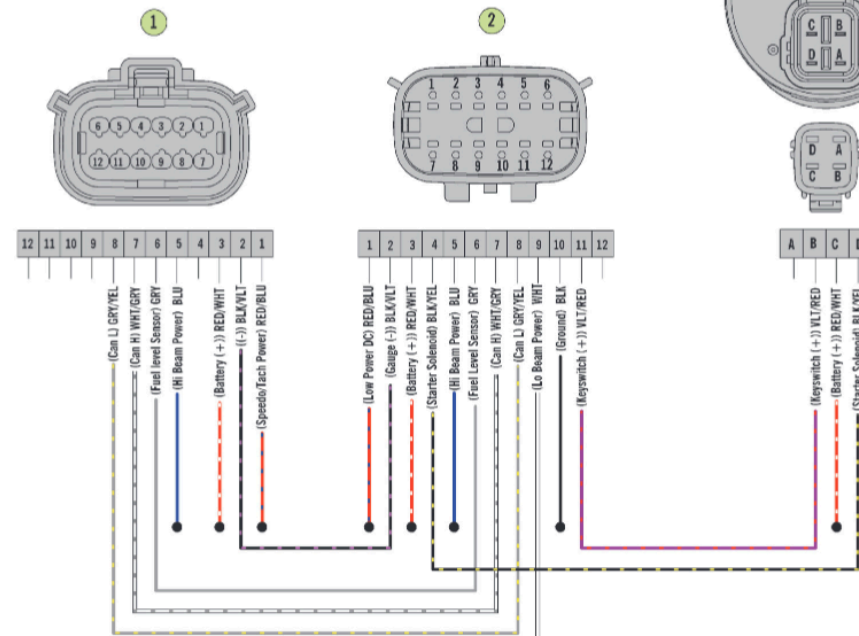 1
2
6 5 4 3 2 1
12 11 10 9 8 7
1 2 3 4 5 6
7 8 9 10 11 12
C B
D A
D A
C B
12 11 10 9 8 7 6 5 4 3 2 1
(Can L) GRY/YEL
(Can H) WHT/GRY
(Fuel level Sensor) GRY
(Hi Beam Power) BLU
(Battery (+)) RED/WHT
((-)) BLK/VLT
(Speedo/Tach Power) RED/BLU
1 2 3 4 5 6 7 8 9 10 11 12
(Low Power DC) RED/BLU
(Gauge (-)) BLK/VLT
(Battery (+)) RED/WHT
(Starter Solenoid) BLK/YEL
(Hi Beam Power) BLU
(Fuel Level Sensor) GRY
(Can H) WHT/GRY
(Can L) GRY/YEL
(Lo Beam Power) WHT
(Ground) BLK
(Keyswitch (+)) VLT/RED
A B C D
(Keyswitch (+)) VLT/RED
(Battery (+)) RED/WHT
(Starter Solenoid) BLK/YEL